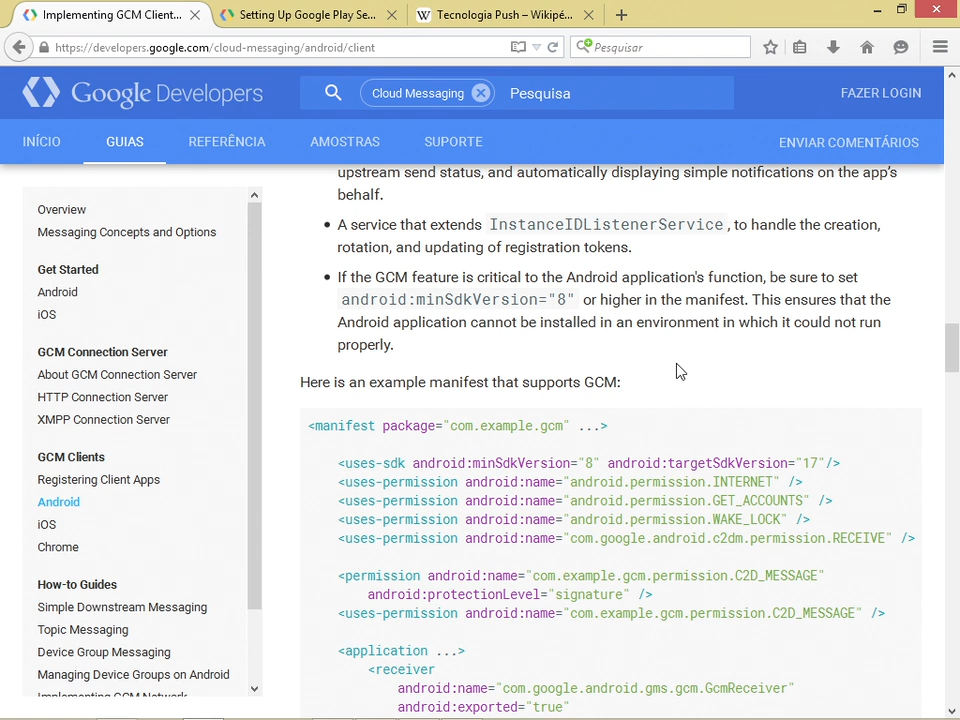 Implementing GCM Client...
Setting Up Google Play Se...
W Tecnologia Push – Wikipé...
https://developers.google.com/cloud-messaging/android/client
Pesquisar
Google Developers
Cloud Messaging
Pesquisa
FAZER LOGIN
INÍCIO
GUIAS
REFERÊNCIA
AMOSTRAS
SUPORTE
ENVIAR COMENTÁRIOS
Overview
Messaging Concepts and Options
Get Started
Android
iOS
GCM Connection Server
About GCM Connection Server
HTTP Connection Server
XMPP Connection Server
GCM Clients
Registering Client Apps
Android
iOS
Chrome
How-to Guides
Simple Downstream Messaging
Topic Messaging
Device Group Messaging
Managing Device Groups on Android
Implementing GCM Network
upstream send status, and automatically displaying simple notifications on the app's
behalf.
• A service that extends InstanceIDListenerService, to handle the creation,
rotation, and updating of registration tokens.
• If the GCM feature is critical to the Android application's function, be sure to set
android:minSdkVersion="8" or higher in the manifest. This ensures that the
Android application cannot be installed in an environment in which it could not run
properly.
Here is an example manifest that supports GCM:
<manifest package="com.example.gcm" ...>
<uses-sdk android:minSdkVersion="8" android:targetSdkVersion="17"/>
<uses-permission android:name="android.permission.INTERNET" />
<uses-permission android:name="android.permission.GET_ACCOUNTS" />
<uses-permission android:name="android.permission.WAKE_LOCK" />
<uses-permission android:name="com.google.android.c2dm.permission.RECEIVE" />
<permission android:name="com.example.gcm.permission.C2D_MESSAGE"
android:protectionLevel="signature" />
<uses-permission android:name="com.example.gcm.permission.C2D_MESSAGE" />
<application ...>
<receiver
android:name="com.google.android.gms.gcm.GcmReceiver"
android:exported="true"